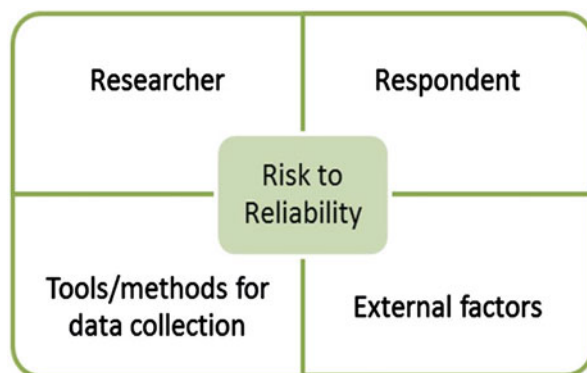 Researcher
Respondent
Risk to
Reliability
Tools/methods for
data collection
External factors